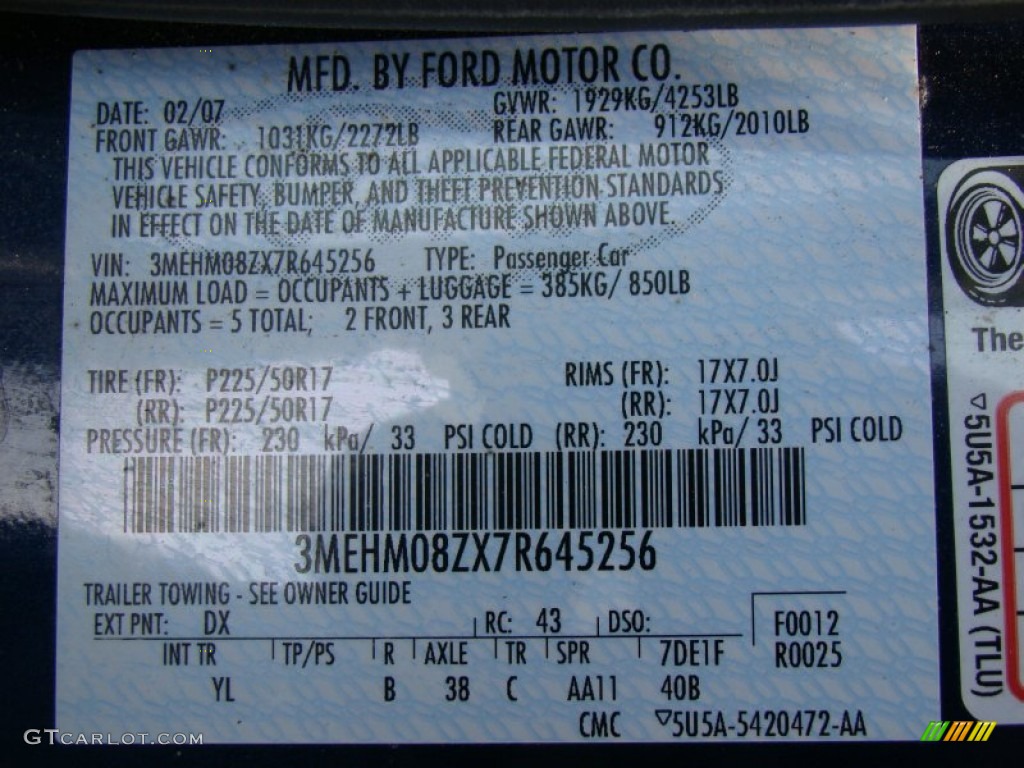 MFD. BY FORD MOTOR CO.
DATE: 02/07 GVWR: 1929KG/4253LB
FRONT GAWR: 1031KG/2272LB REAR GAWR: 912KG/2010LB
THIS VEHICLE CONFORMS TO ALL APPLICABLE FEDERAL MOTOR
VEHICLE SAFETY, BUMPER, AND THEFT PREVENTION STANDARDS
IN EFFECT ON THE DATE OF MANUFACTURE SHOWN ABOVE.
VIN: 3MEHM08ZX7R645256 TYPE: Passenger Car
MAXIMUM LOAD = OCCUPANTS + LUGGAGE = 385KG/ 850LB
OCCUPANTS = 5 TOTAL; 2 FRONT, 3 REAR
TIRE (FR): P225/50R17 RIMS (FR): 17X7.0J
(RR): P225/50R17 (RR): 17X7.0J
PRESSURE (FR): 230 kPa/ 33 PSI COLD (RR): 230 kPa/ 33 PSI COLD
3MEHM08ZX7R645256
TRAILER TOWING - SEE OWNER GUIDE
EXT PNT: DX RC: 43 DSO: F0012
INT TR TP/PS R AXLE TR SPR 7DE1F R0025
YL B 38 C AA11 40B
CMC ▽5U5A-5420472-AA
The
▽5U5A-1532-AA (TLU)
GTCARLOT.COM